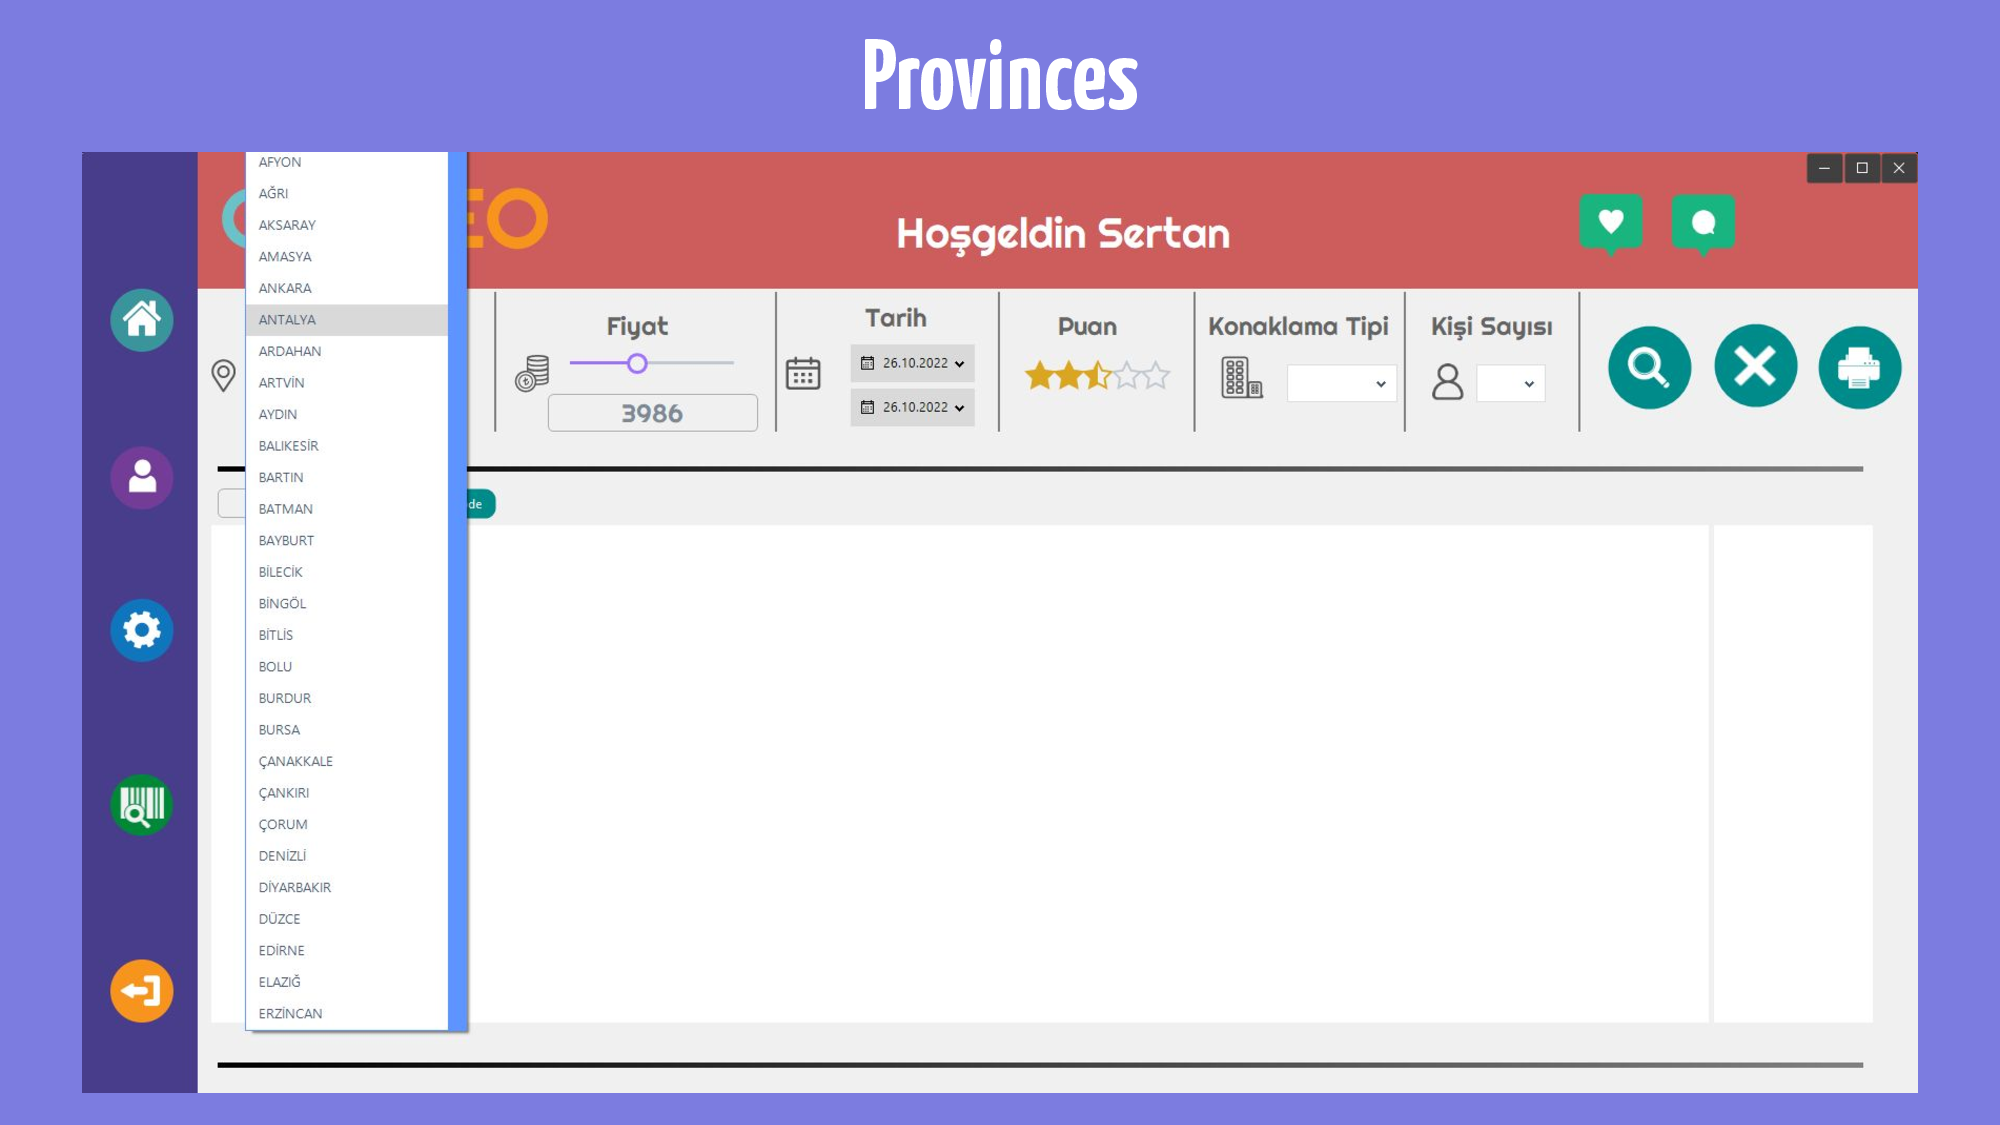 Provinces
AFYON
AĞRI
AKSARAY
AMASYA
ANKARA
ANTALYA
ARDAHAN
ARTVİN
AYDIN
BALIKESİR
BARTIN
BATMAN
BAYBURT
BİLECİK
BİNGÖL
BİTLİS
BOLU
BURDUR
BURSA
ÇANAKKALE
ÇANKIRI
ÇORUM
DENİZLİ
DİYARBAKIR
DÜZCE
EDİRNE
ELAZIĞ
ERZİNCAN
EO
Hoşgeldin Sertan
Fiyat
3986
Tarih
26.10.2022
26.10.2022
Puan
Konaklama Tipi
Kişi Sayısı
de